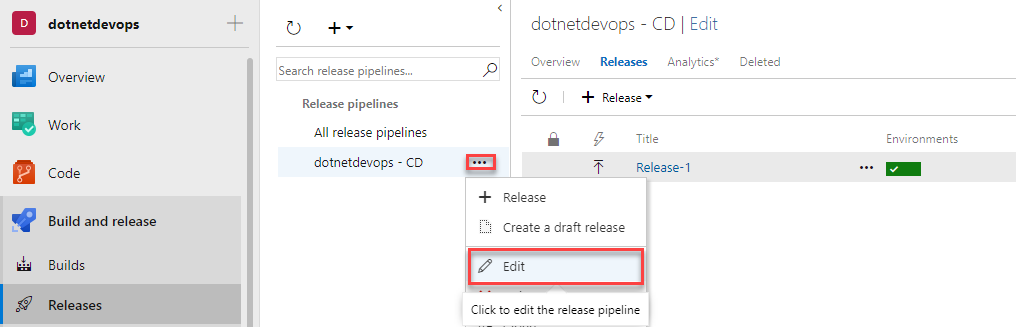 D dotnetdevops
Overview
Work
Code
Build and release
Builds
Releases
Search release pipelines...
Release pipelines
All release pipelines
dotnetdevops - CD
Release
Create a draft release
Edit
Click to edit the release pipeline
dotnetdevops - CD | Edit
Overview Releases Analytics* Deleted
Release
Title Environments
Release-1